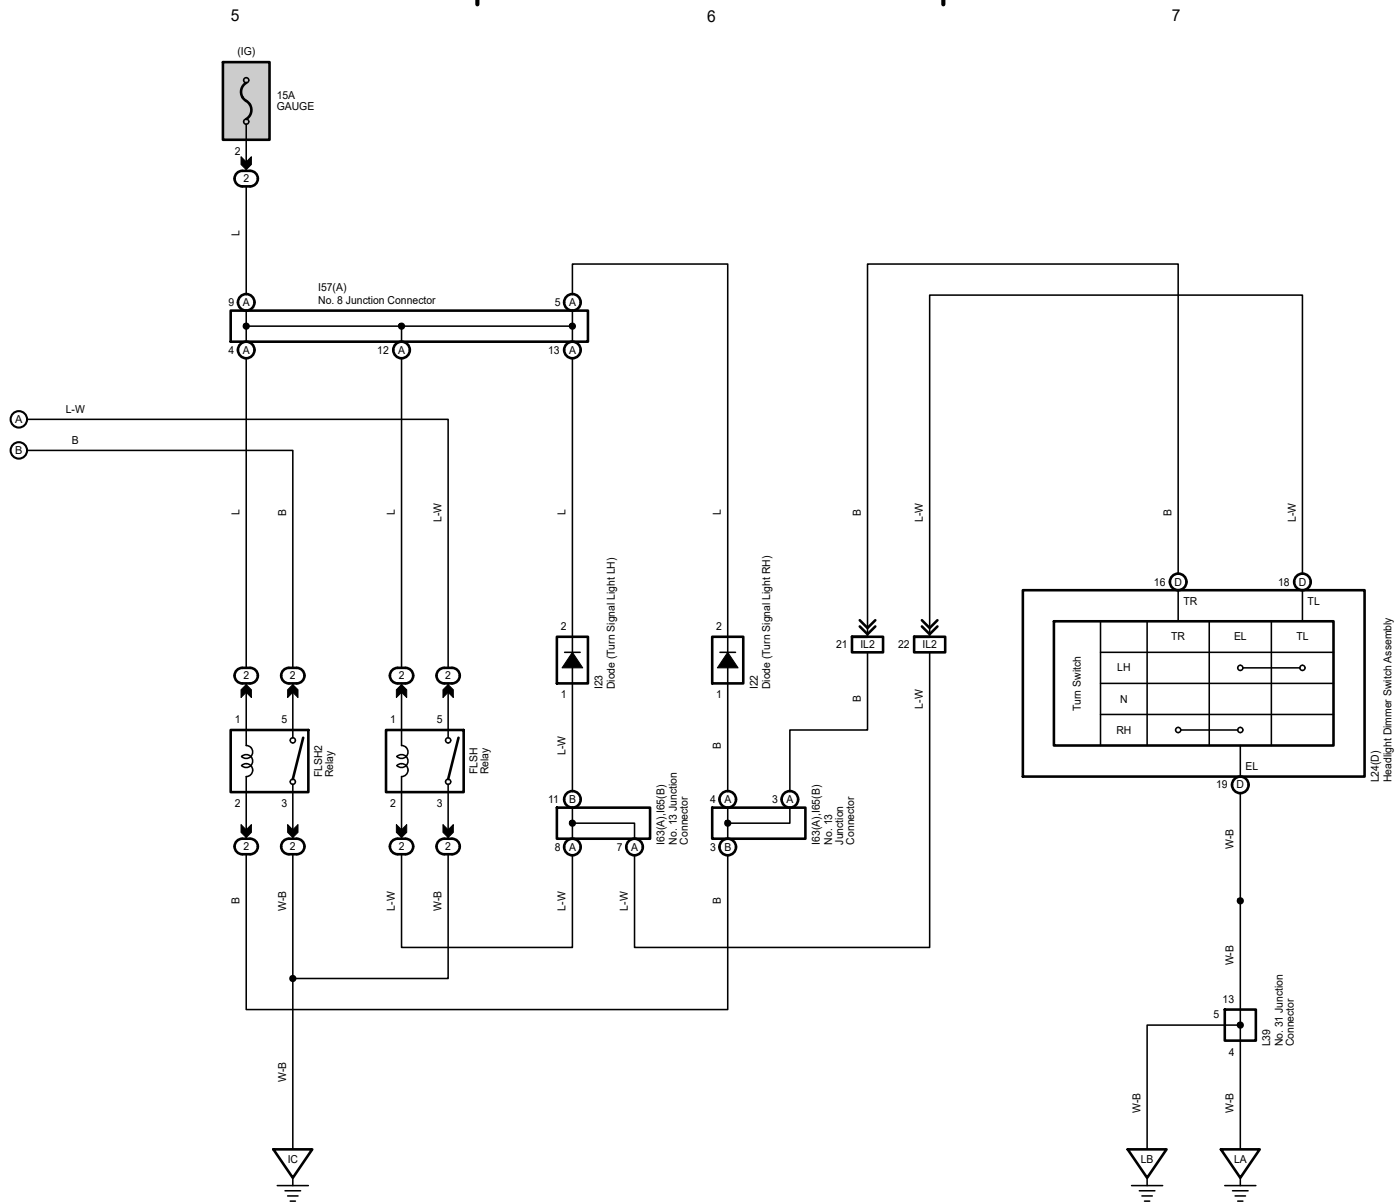 5
6
7
(IG)
15A
GAUGE
2
2
L
I57(A)
No. 8 Junction Connector
9
A
5
A
4
A
12
A
13
A
A
L-W
B
B
L
B
L
L-W
L
L
B
L-W
B
L-W
2
I23
Diode (Turn Signal Light LH)
1
2
I22
Diode (Turn Signal Light RH)
1
21
IL2
22
IL2
B
L-W
16
D
18
D
TR
TL
Turn Switch
TR
EL
TL
LH
N
RH
EL
19
D
L24(D)
Headlight Dimmer Switch Assembly
2
2
2
2
1
5
FLSH2
Relay
2
3
1
5
FLSH
Relay
2
3
2
2
2
2
L-W
B
11
B
8
A
7
A
I63(A),I65(B)
No. 13 Junction
Connector
4
A
3
A
3
B
I63(A),I65(B)
No. 13
Junction
Connector
B
W-B
L-W
W-B
L-W
L-W
B
W-B
W-B
13
5
4
L39
No. 31 Junction
Connector
W-B
W-B
W-B
IC
LB
LA